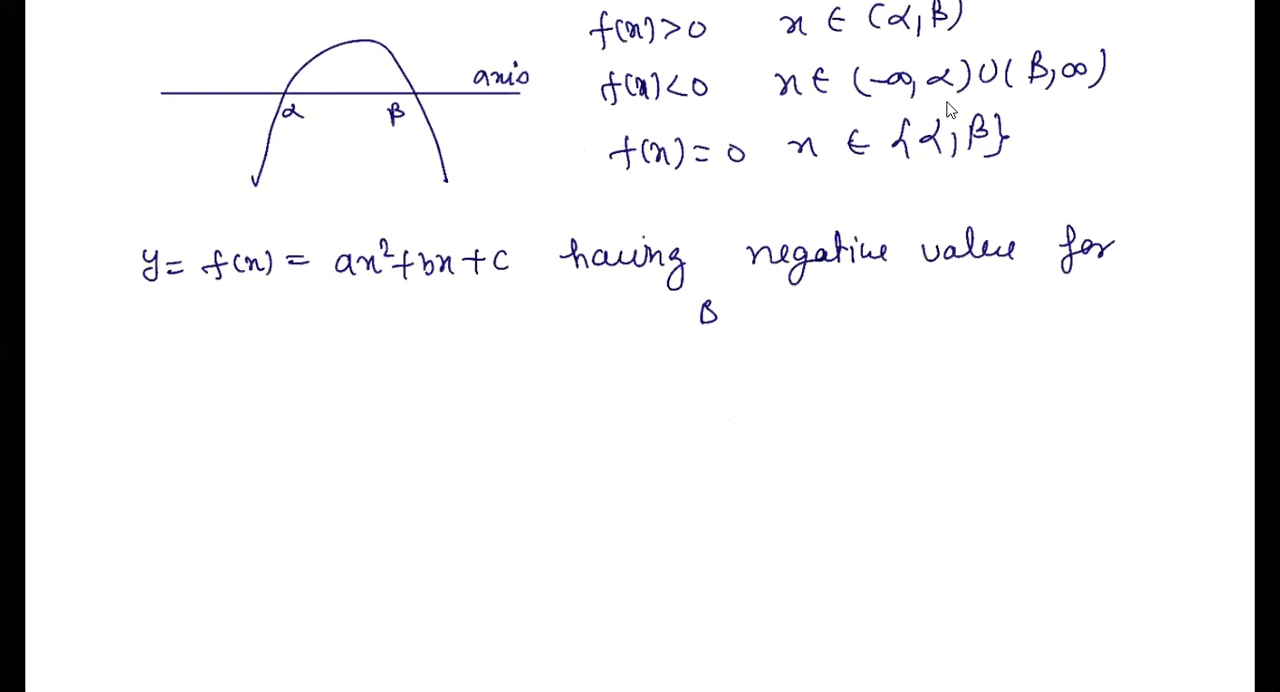 f(x) > 0 x ∈ (α, β)
axis
f(x) < 0 x ∈ (-∞, α) ∪ (β, ∞)
α β
f(x) = 0 x ∈ {α, β}
y = f(x) = ax² + bx + c having negative value for
β